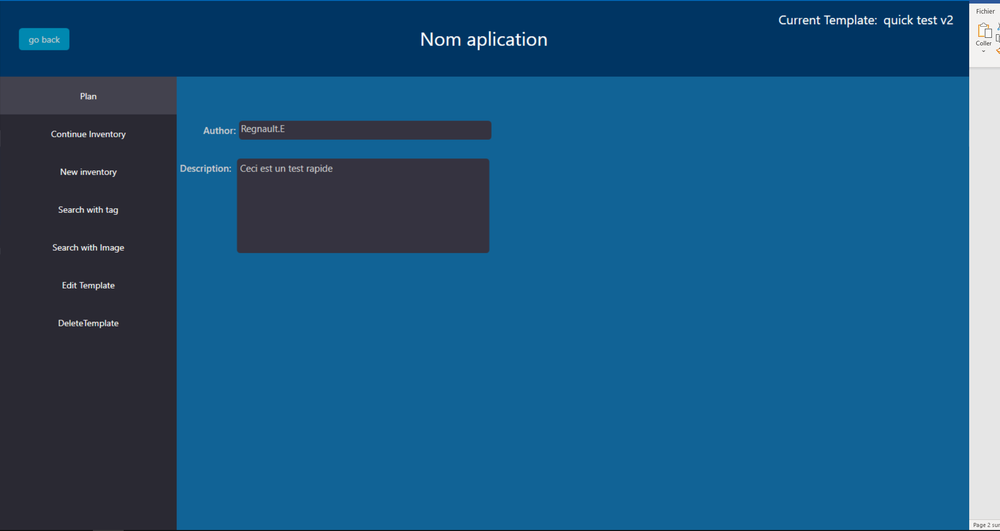 Current Template: quick test v2
go back
Nom aplication
Plan
Continue Inventory
New inventory
Search with tag
Search with Image
Edit Template
DeleteTemplate
Author: Regnault.E
Description: Ceci est un test rapide
Fichier
Coller
Page 2 sur